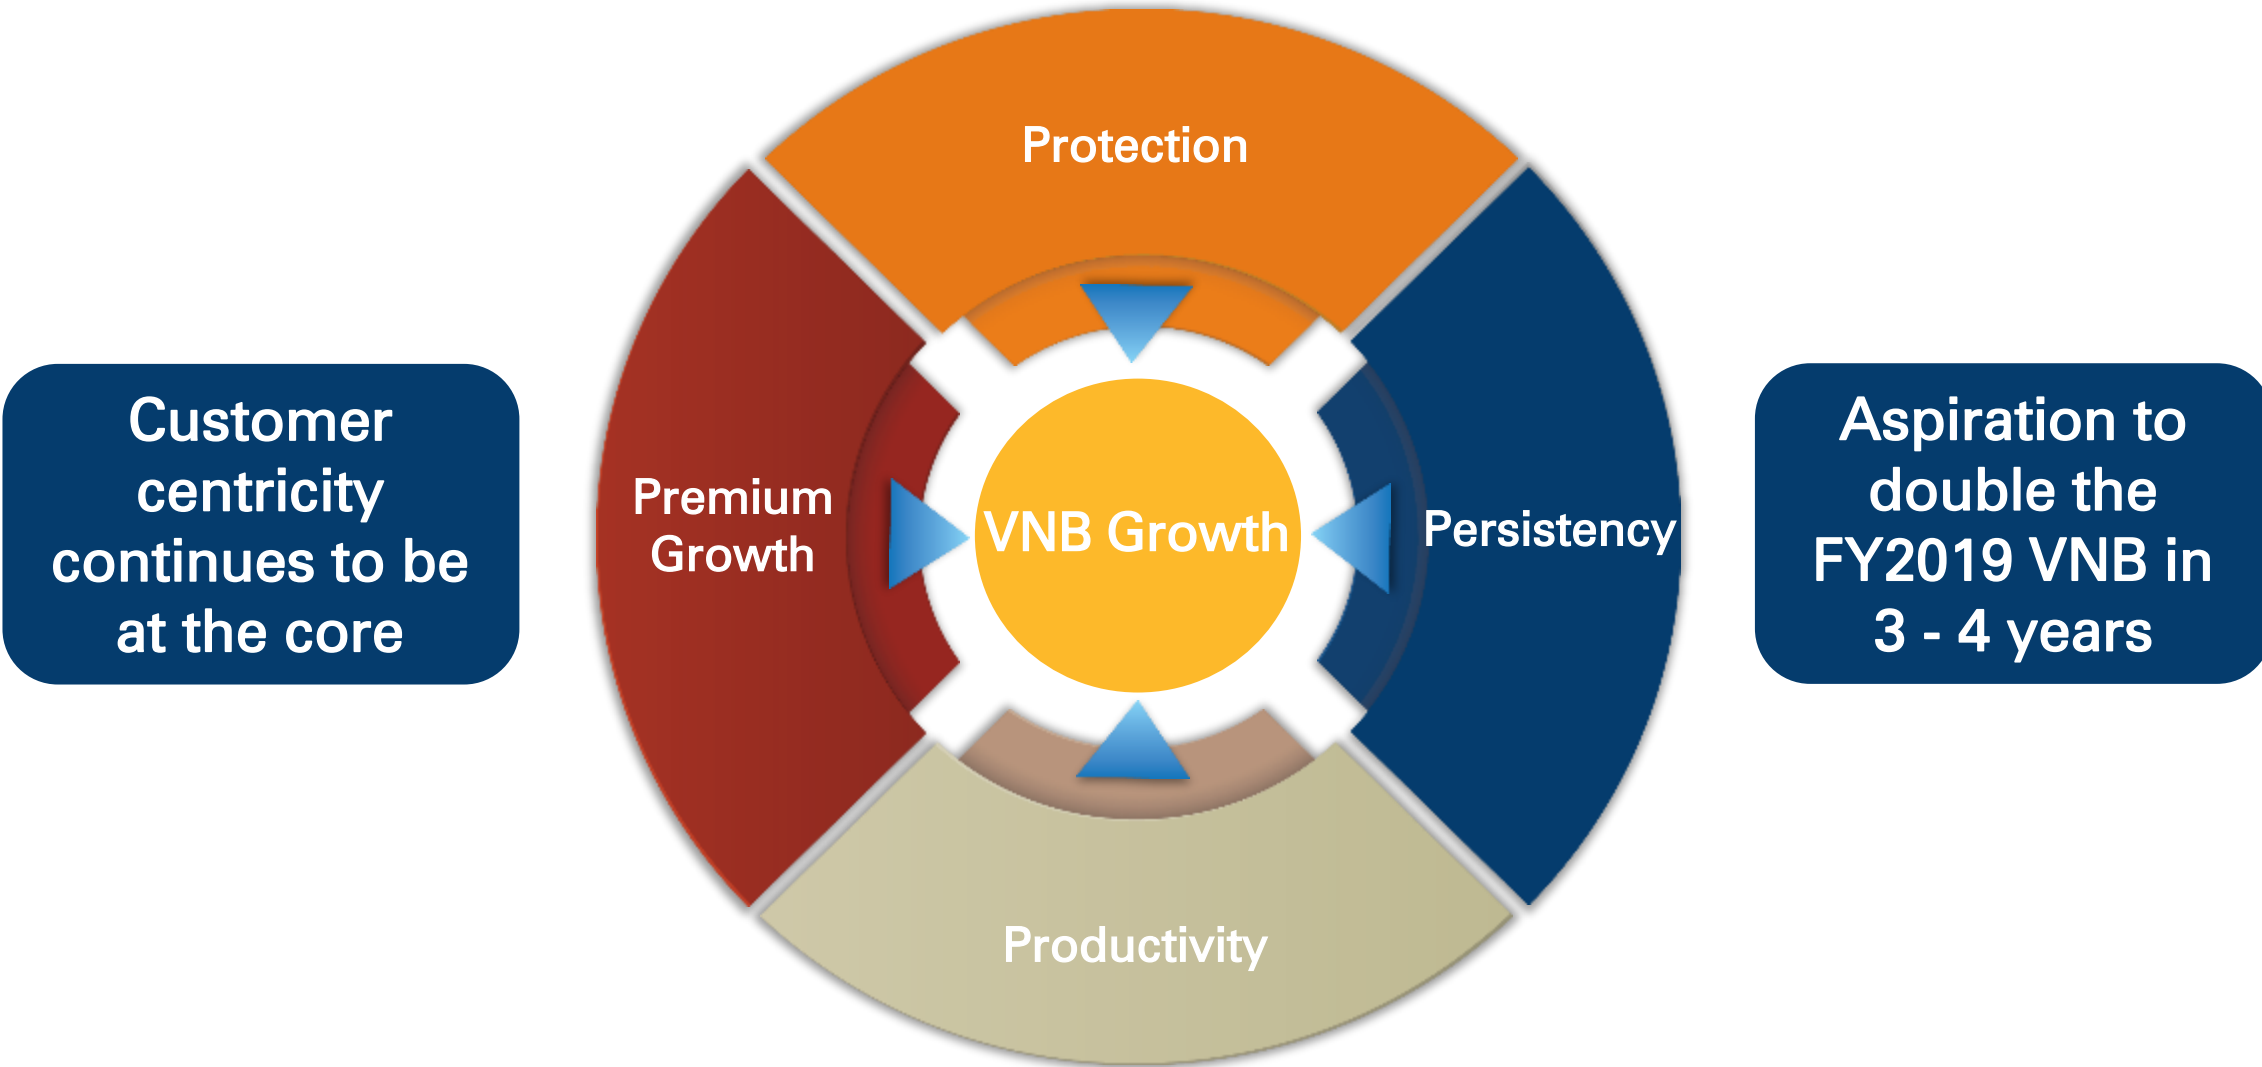 Protection
Customer
centricity
continues to be
at the core
Premium
Growth
VNB Growth
Persistency
Aspiration to
double the
FY2019 VNB in
3 - 4 years
Productivity